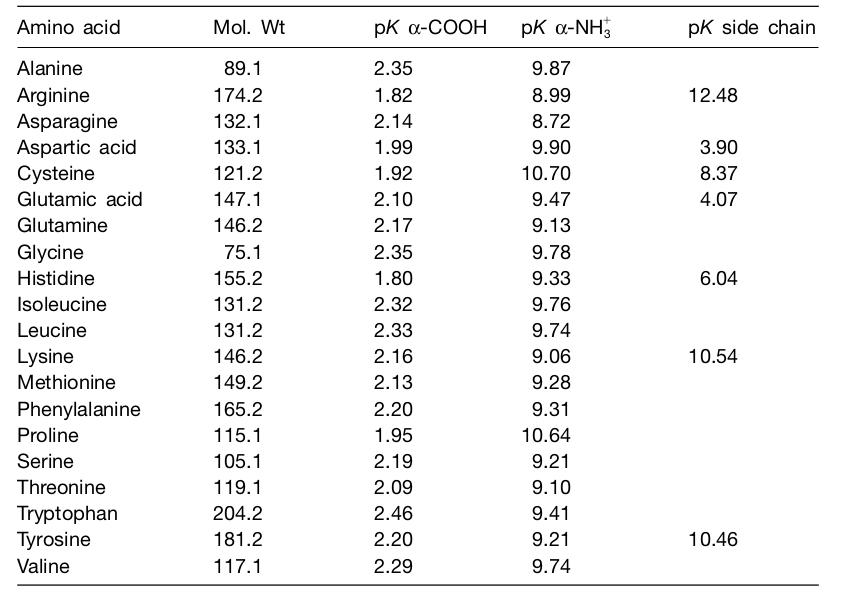 Amino acid Mol. Wt pK α-COOH pK α-NH₃⁺ pK side chain
Alanine 89.1 2.35 9.87
Arginine 174.2 1.82 8.99 12.48
Asparagine 132.1 2.14 8.72
Aspartic acid 133.1 1.99 9.90 3.90
Cysteine 121.2 1.92 10.70 8.37
Glutamic acid 147.1 2.10 9.47 4.07
Glutamine 146.2 2.17 9.13
Glycine 75.1 2.35 9.78
Histidine 155.2 1.80 9.33 6.04
Isoleucine 131.2 2.32 9.76
Leucine 131.2 2.33 9.74
Lysine 146.2 2.16 9.06 10.54
Methionine 149.2 2.13 9.28
Phenylalanine 165.2 2.20 9.31
Proline 115.1 1.95 10.64
Serine 105.1 2.19 9.21
Threonine 119.1 2.09 9.10
Tryptophan 204.2 2.46 9.41
Tyrosine 181.2 2.20 9.21 10.46
Valine 117.1 2.29 9.74